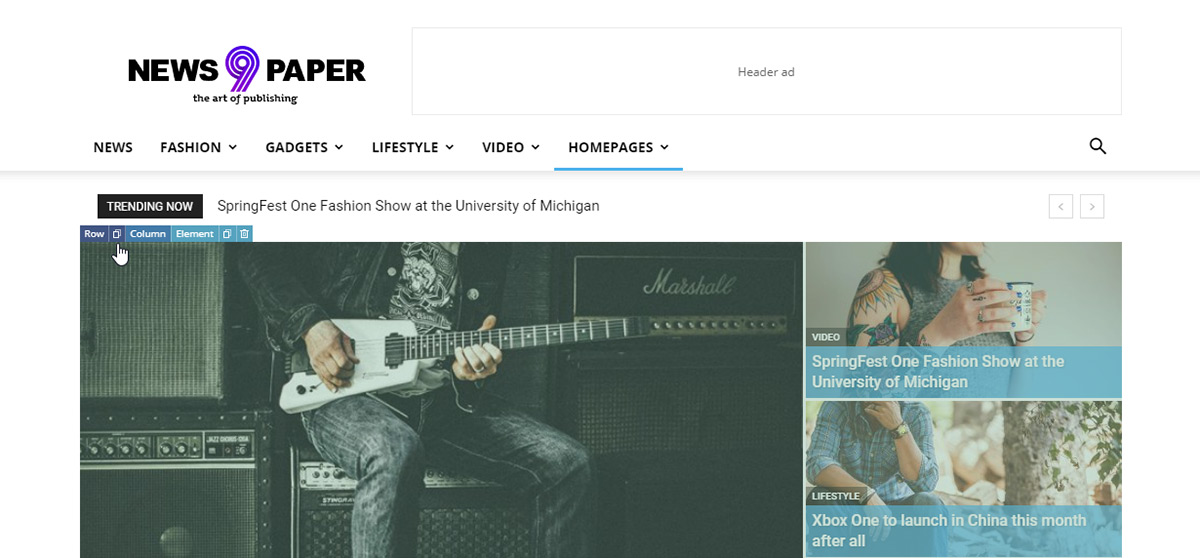 NEWS 9 PAPER
the art of publishing
Header ad
NEWS FASHION GADGETS LIFESTYLE VIDEO HOMEPAGES
TRENDING NOW SpringFest One Fashion Show at the University of Michigan
Row Column Element
Marshall
JAZZ CHORUS-
STINGRAY
VIDEO
SpringFest One Fashion Show at the
University of Michigan
LIFESTYLE
Xbox One to launch in China this month
after all